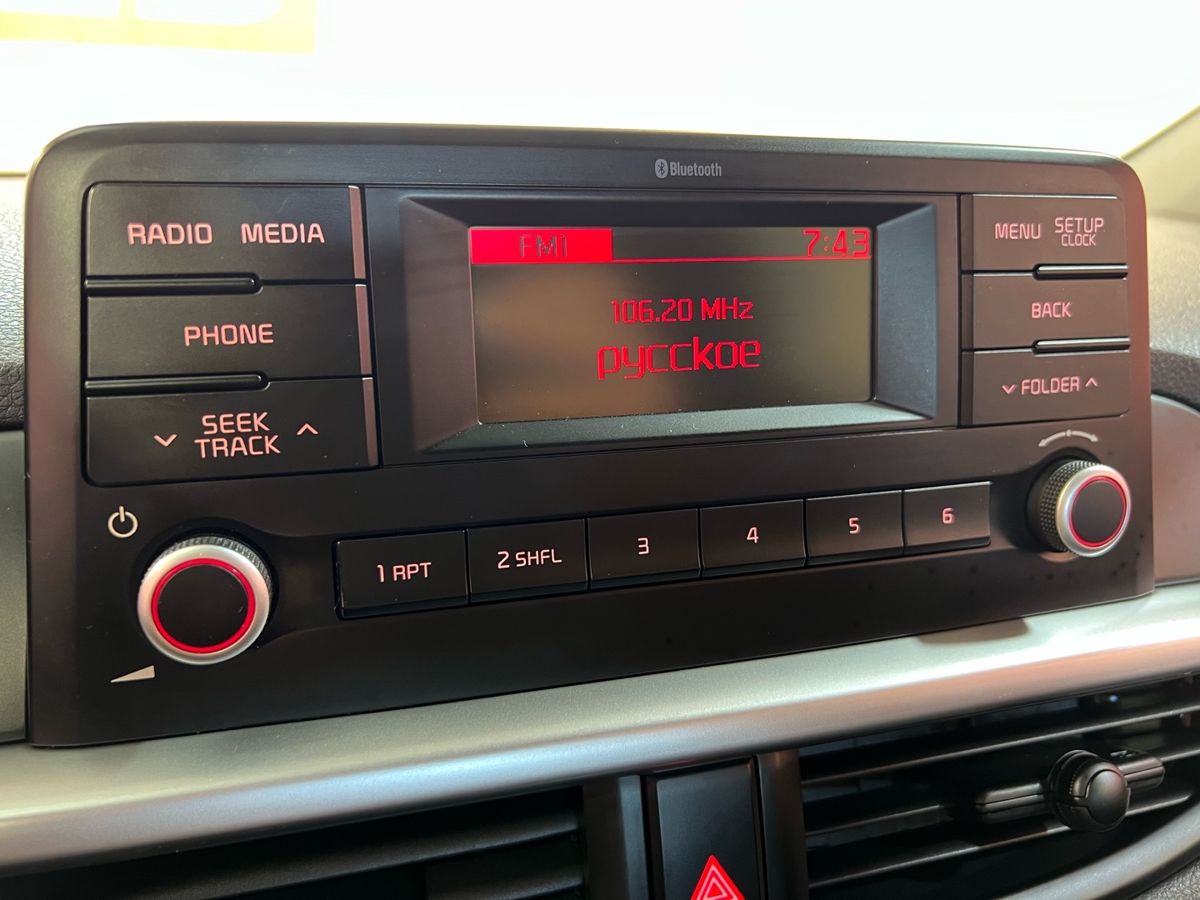 Bluetooth
RADIO MEDIA
PHONE
SEEK
TRACK
FM1 7:43
106.20 MHz
русское
MENU SETUP
CLOCK
BACK
FOLDER
1 RPT 2 SHFL 3 4 5 6